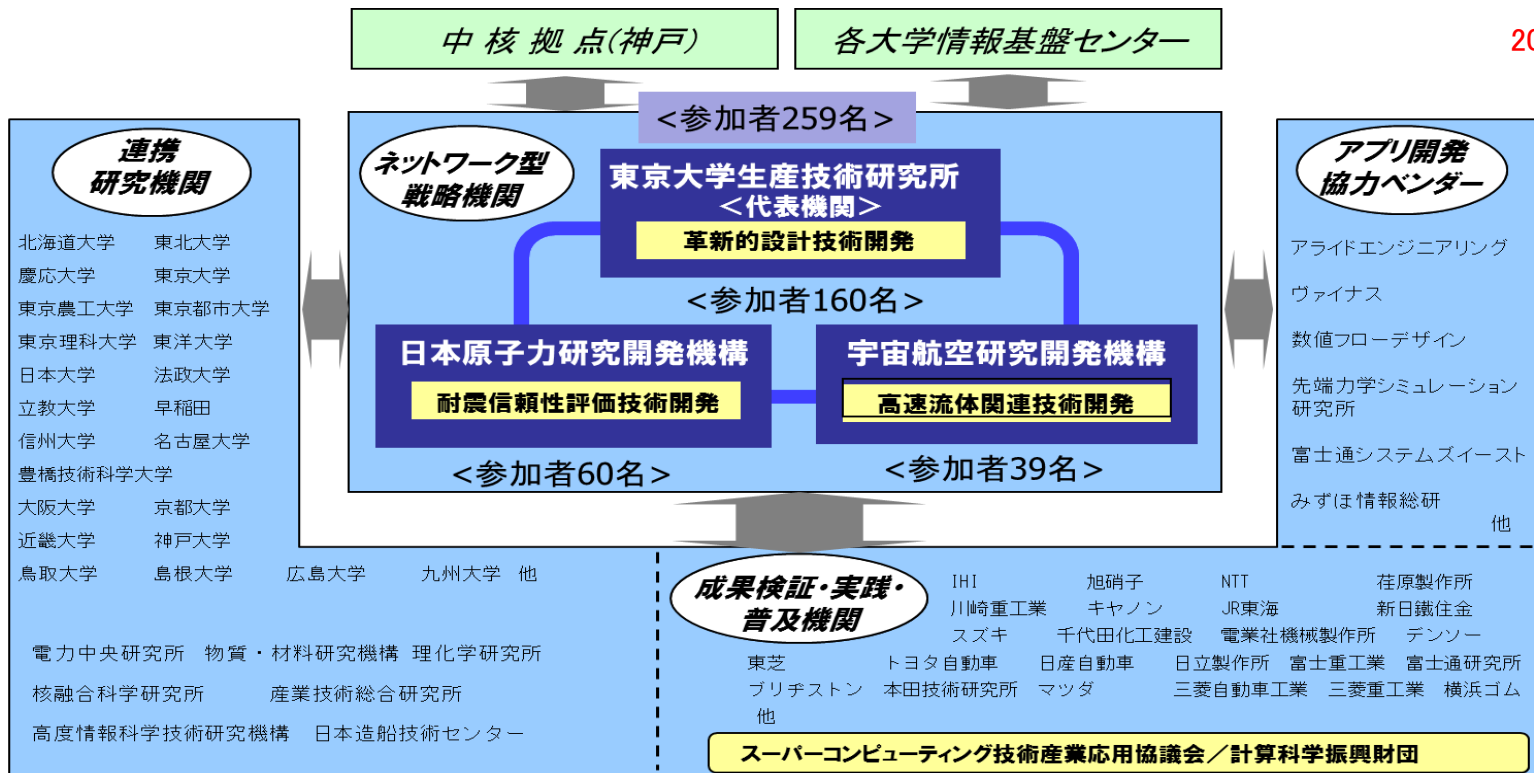 中 核 拠 点(神戸)
各大学情報基盤センター
20
<参加者259名>
連携
研究機関
北海道大学 東北大学
慶応大学 東京大学
東京農工大学 東京都市大学
東京理科大学 東洋大学
日本大学 法政大学
立教大学 早稲田
信州大学 名古屋大学
豊橋技術科学大学
大阪大学 京都大学
近畿大学 神戸大学
鳥取大学 島根大学 広島大学 九州大学 他
電力中央研究所 物質・材料研究機構 理化学研究所
核融合科学研究所 産業技術総合研究所
高度情報科学技術研究機構 日本造船技術センター
ネットワーク型
戦略機関
東京大学生産技術研究所
<代表機関>
革新的設計技術開発
<参加者160名>
日本原子力研究開発機構
耐震信頼性評価技術開発
<参加者60名>
宇宙航空研究開発機構
高速流体関連技術開発
<参加者39名>
アプリ開発
協力ベンダー
アライドエンジニアリング
ヴァイナス
数値フローデザイン
先端力学シミュレーション
研究所
富士通システムズイースト
みずほ情報総研
他
成果検証・実践・
普及機関
IHI 旭硝子 NTT 荏原製作所
川崎重工業 キヤノン JR東海 新日鐵住金
スズキ 千代田化工建設 電業社機械製作所 デンソー
東芝 トヨタ自動車 日産自動車 日立製作所 富士重工業 富士通研究所
ブリヂストン 本田技術研究所 マツダ 三菱自動車工業 三菱重工業 横浜ゴム
他
スーパーコンピューティング技術産業応用協議会/計算科学振興財団